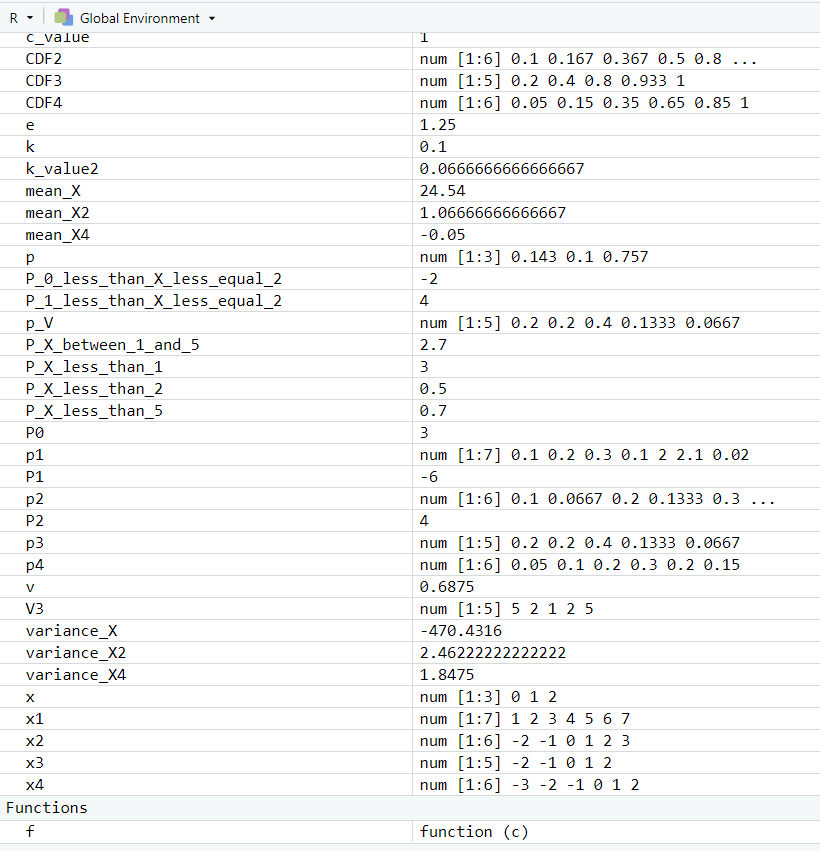 R Global Environment
c_value 1
CDF2 num [1:6] 0.1 0.167 0.367 0.5 0.8 ...
CDF3 num [1:5] 0.2 0.4 0.8 0.933 1
CDF4 num [1:6] 0.05 0.15 0.35 0.65 0.85 1
e 1.25
k 0.1
k_value2 0.0666666666666667
mean_X 24.54
mean_X2 1.06666666666667
mean_X4 -0.05
p num [1:3] 0.143 0.1 0.757
P_0_less_than_X_less_equal_2 -2
P_1_less_than_X_less_equal_2 4
p_V num [1:5] 0.2 0.2 0.4 0.1333 0.0667
P_X_between_1_and_5 2.7
P_X_less_than_1 3
P_X_less_than_2 0.5
P_X_less_than_5 0.7
P0 3
p1 num [1:7] 0.1 0.2 0.3 0.1 2 2.1 0.02
P1 -6
p2 num [1:6] 0.1 0.0667 0.2 0.1333 0.3 ...
P2 4
p3 num [1:5] 0.2 0.2 0.4 0.1333 0.0667
p4 num [1:6] 0.05 0.1 0.2 0.3 0.2 0.15
v 0.6875
V3 num [1:5] 5 2 1 2 5
variance_X -470.4316
variance_X2 2.46222222222222
variance_X4 1.8475
x num [1:3] 0 1 2
x1 num [1:7] 1 2 3 4 5 6 7
x2 num [1:6] -2 -1 0 1 2 3
x3 num [1:5] -2 -1 0 1 2
x4 num [1:6] -3 -2 -1 0 1 2
Functions
f function (c)